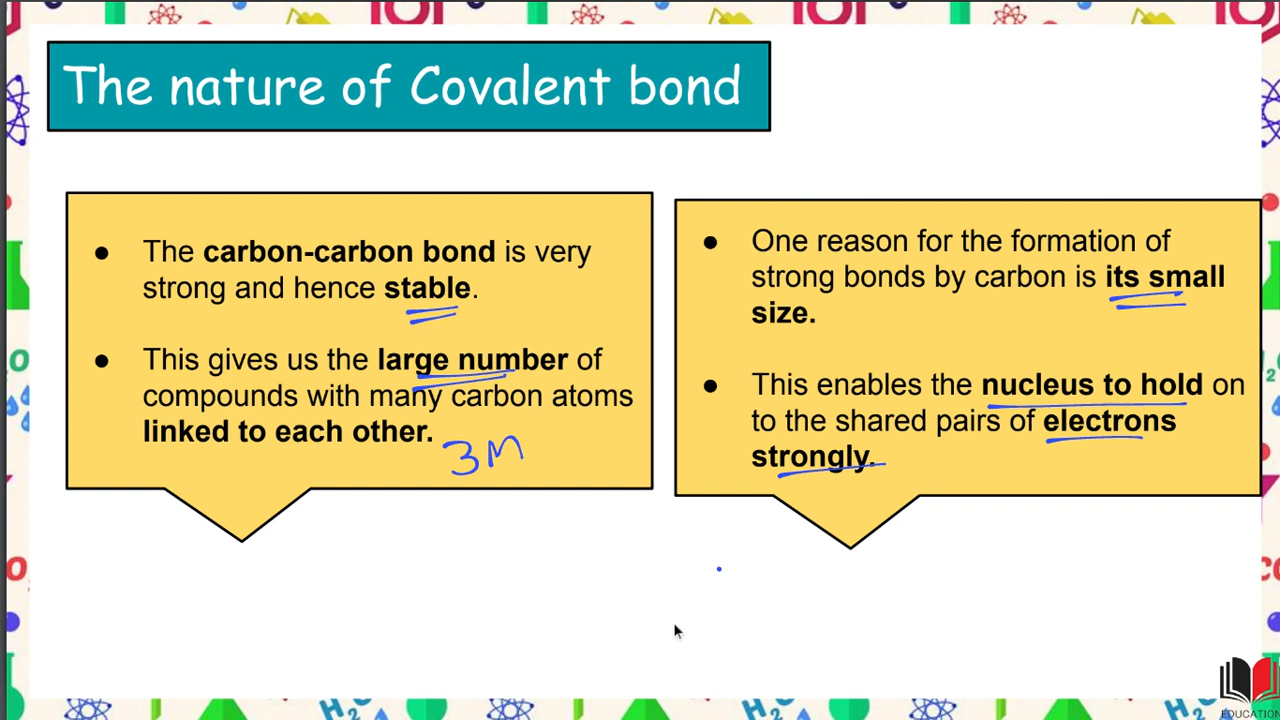 The nature of Covalent bond
● The carbon-carbon bond is very
strong and hence stable.
● This gives us the large number of
compounds with many carbon atoms
linked to each other.
3M
● One reason for the formation of
strong bonds by carbon is its small
size.
● This enables the nucleus to hold on
to the shared pairs of electrons
strongly.
H₂O
EDUCATION